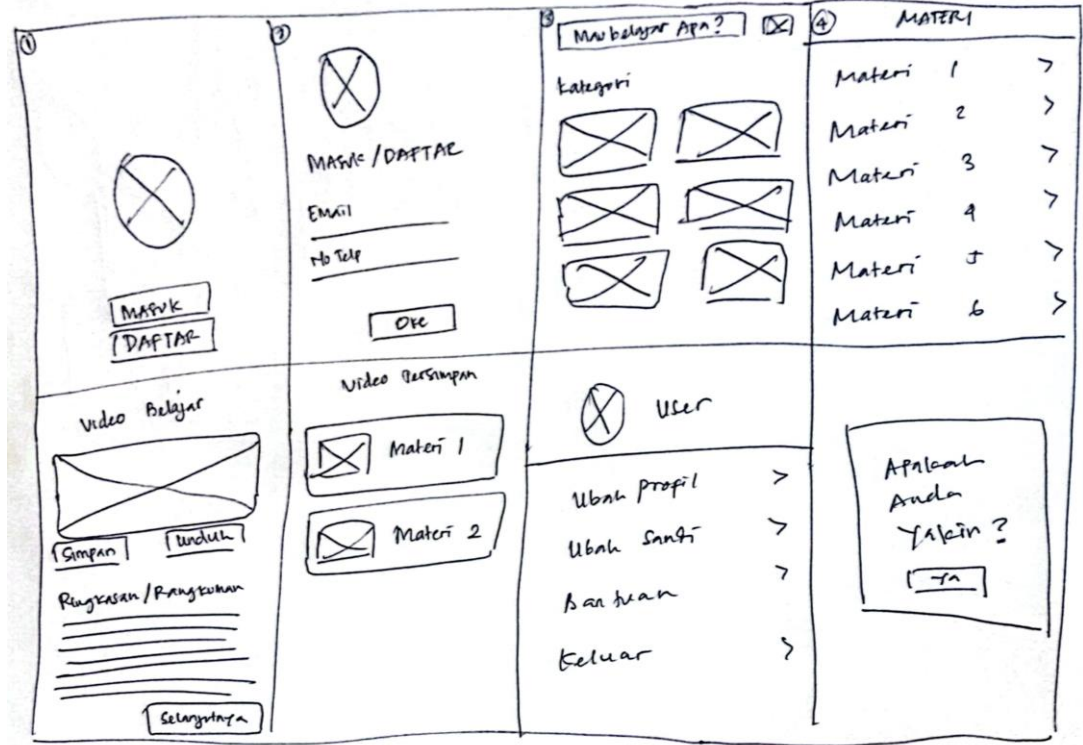 1
MASUK
DAFTAR
2
MASUK / DAFTAR
Email
No Telp
Oke
3
Mau belajar Apa?
Kategori
4
MATERI
Materi 1 >
Materi 2 >
Materi 3 >
Materi 4 >
Materi 5 >
Materi 6 >
Video Belajar
Simpan
Unduh
Ringkasan / Rangkuman
Selanjutnya
Video Tersimpan
Materi 1
Materi 2
User
Ubah Profil >
Ubah Sandi >
Bantuan >
Keluar >
Apakah
Anda
Yakin?
Ya